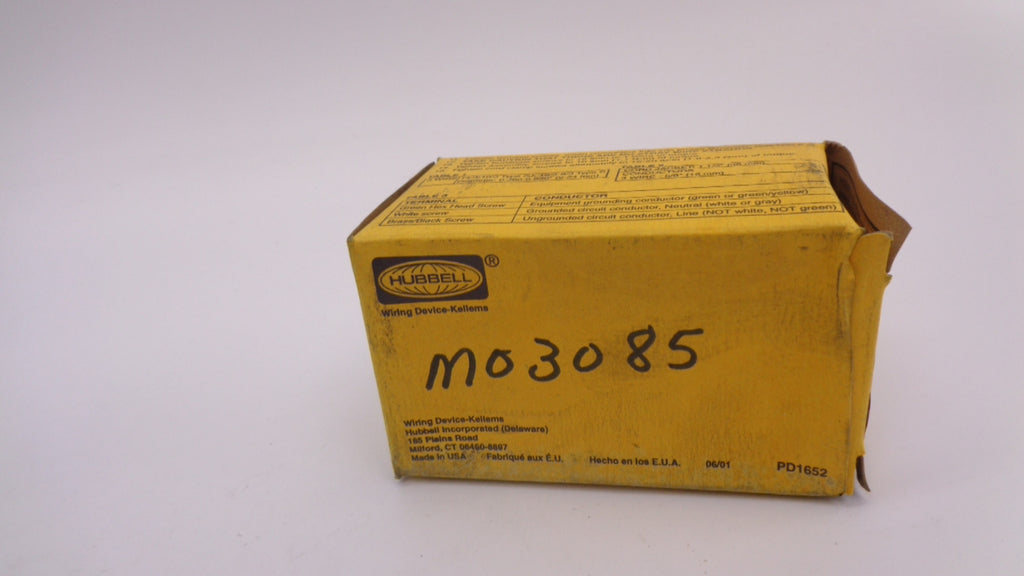 TABLE 2
TERMINAL CONDUCTOR
Green Hex Head Screw Equipment grounding conductor (green or green/yellow)
White screw Grounded circuit conductor, Neutral (white or gray)
Brass/Black Screw Ungrounded circuit conductor, Line (NOT white, NOT green)
HUBBELL®
Wiring Device-Kellems
MO3085
Wiring Device-Kellems
Hubbell Incorporated (Delaware)
185 Plains Road
Milford, CT 06460-8897
Made in USA Fabriqué aux É.U. Hecho en los E.U.A. 06/01 PD1652